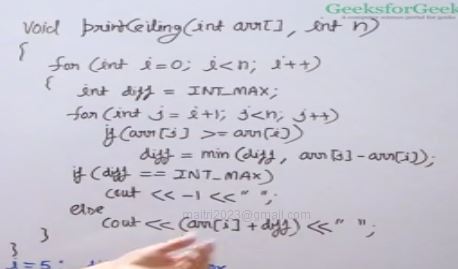 GeeksforGeek
A computer science portal for geeks
void printCeiling(int arr[], int n)
{
for (int i=0; i<n; i++)
{
int diff = INT_MAX;
for(int j = i+1; j<n; j++)
if(arr[j] >= arr[i])
diff = min(diff, arr[j]-arr[i]);
if (diff == INT_MAX)
cout << -1 << " ";
else
cout << (arr[i]+diff) << " ";
maitri2023@gmail.com
}
}
i=5: